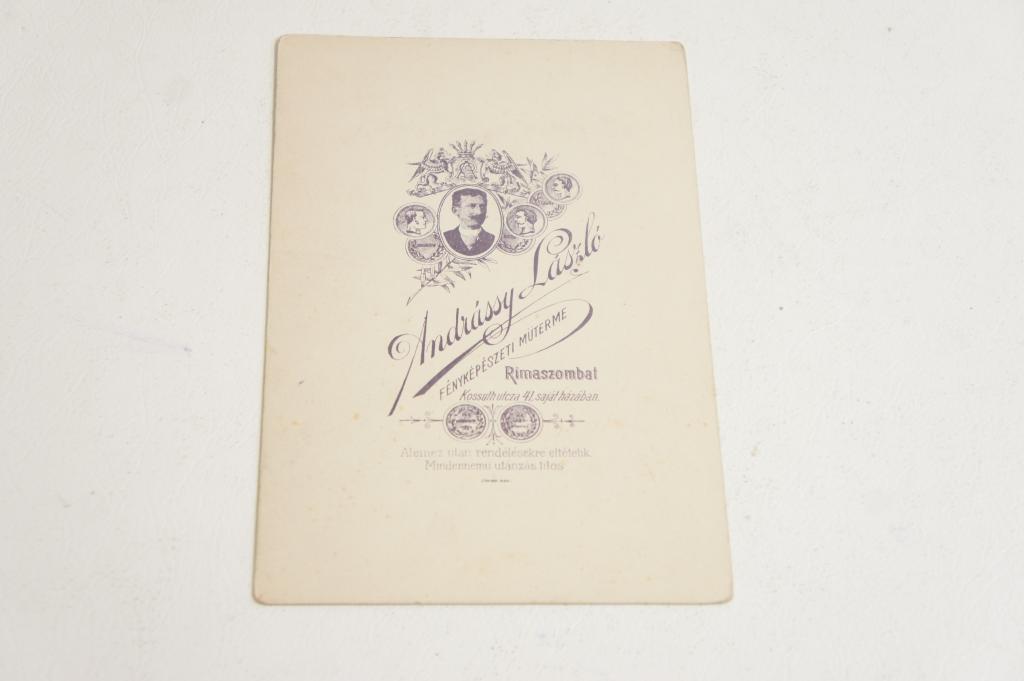 Andrássy László
FÉNYKÉPÉSZETI MŰTERME
Rimaszombat
Kossuth utcza 41, saját házában.
A lemez után rendelésekre eltétetik.
Mindennemű utánzás tilos